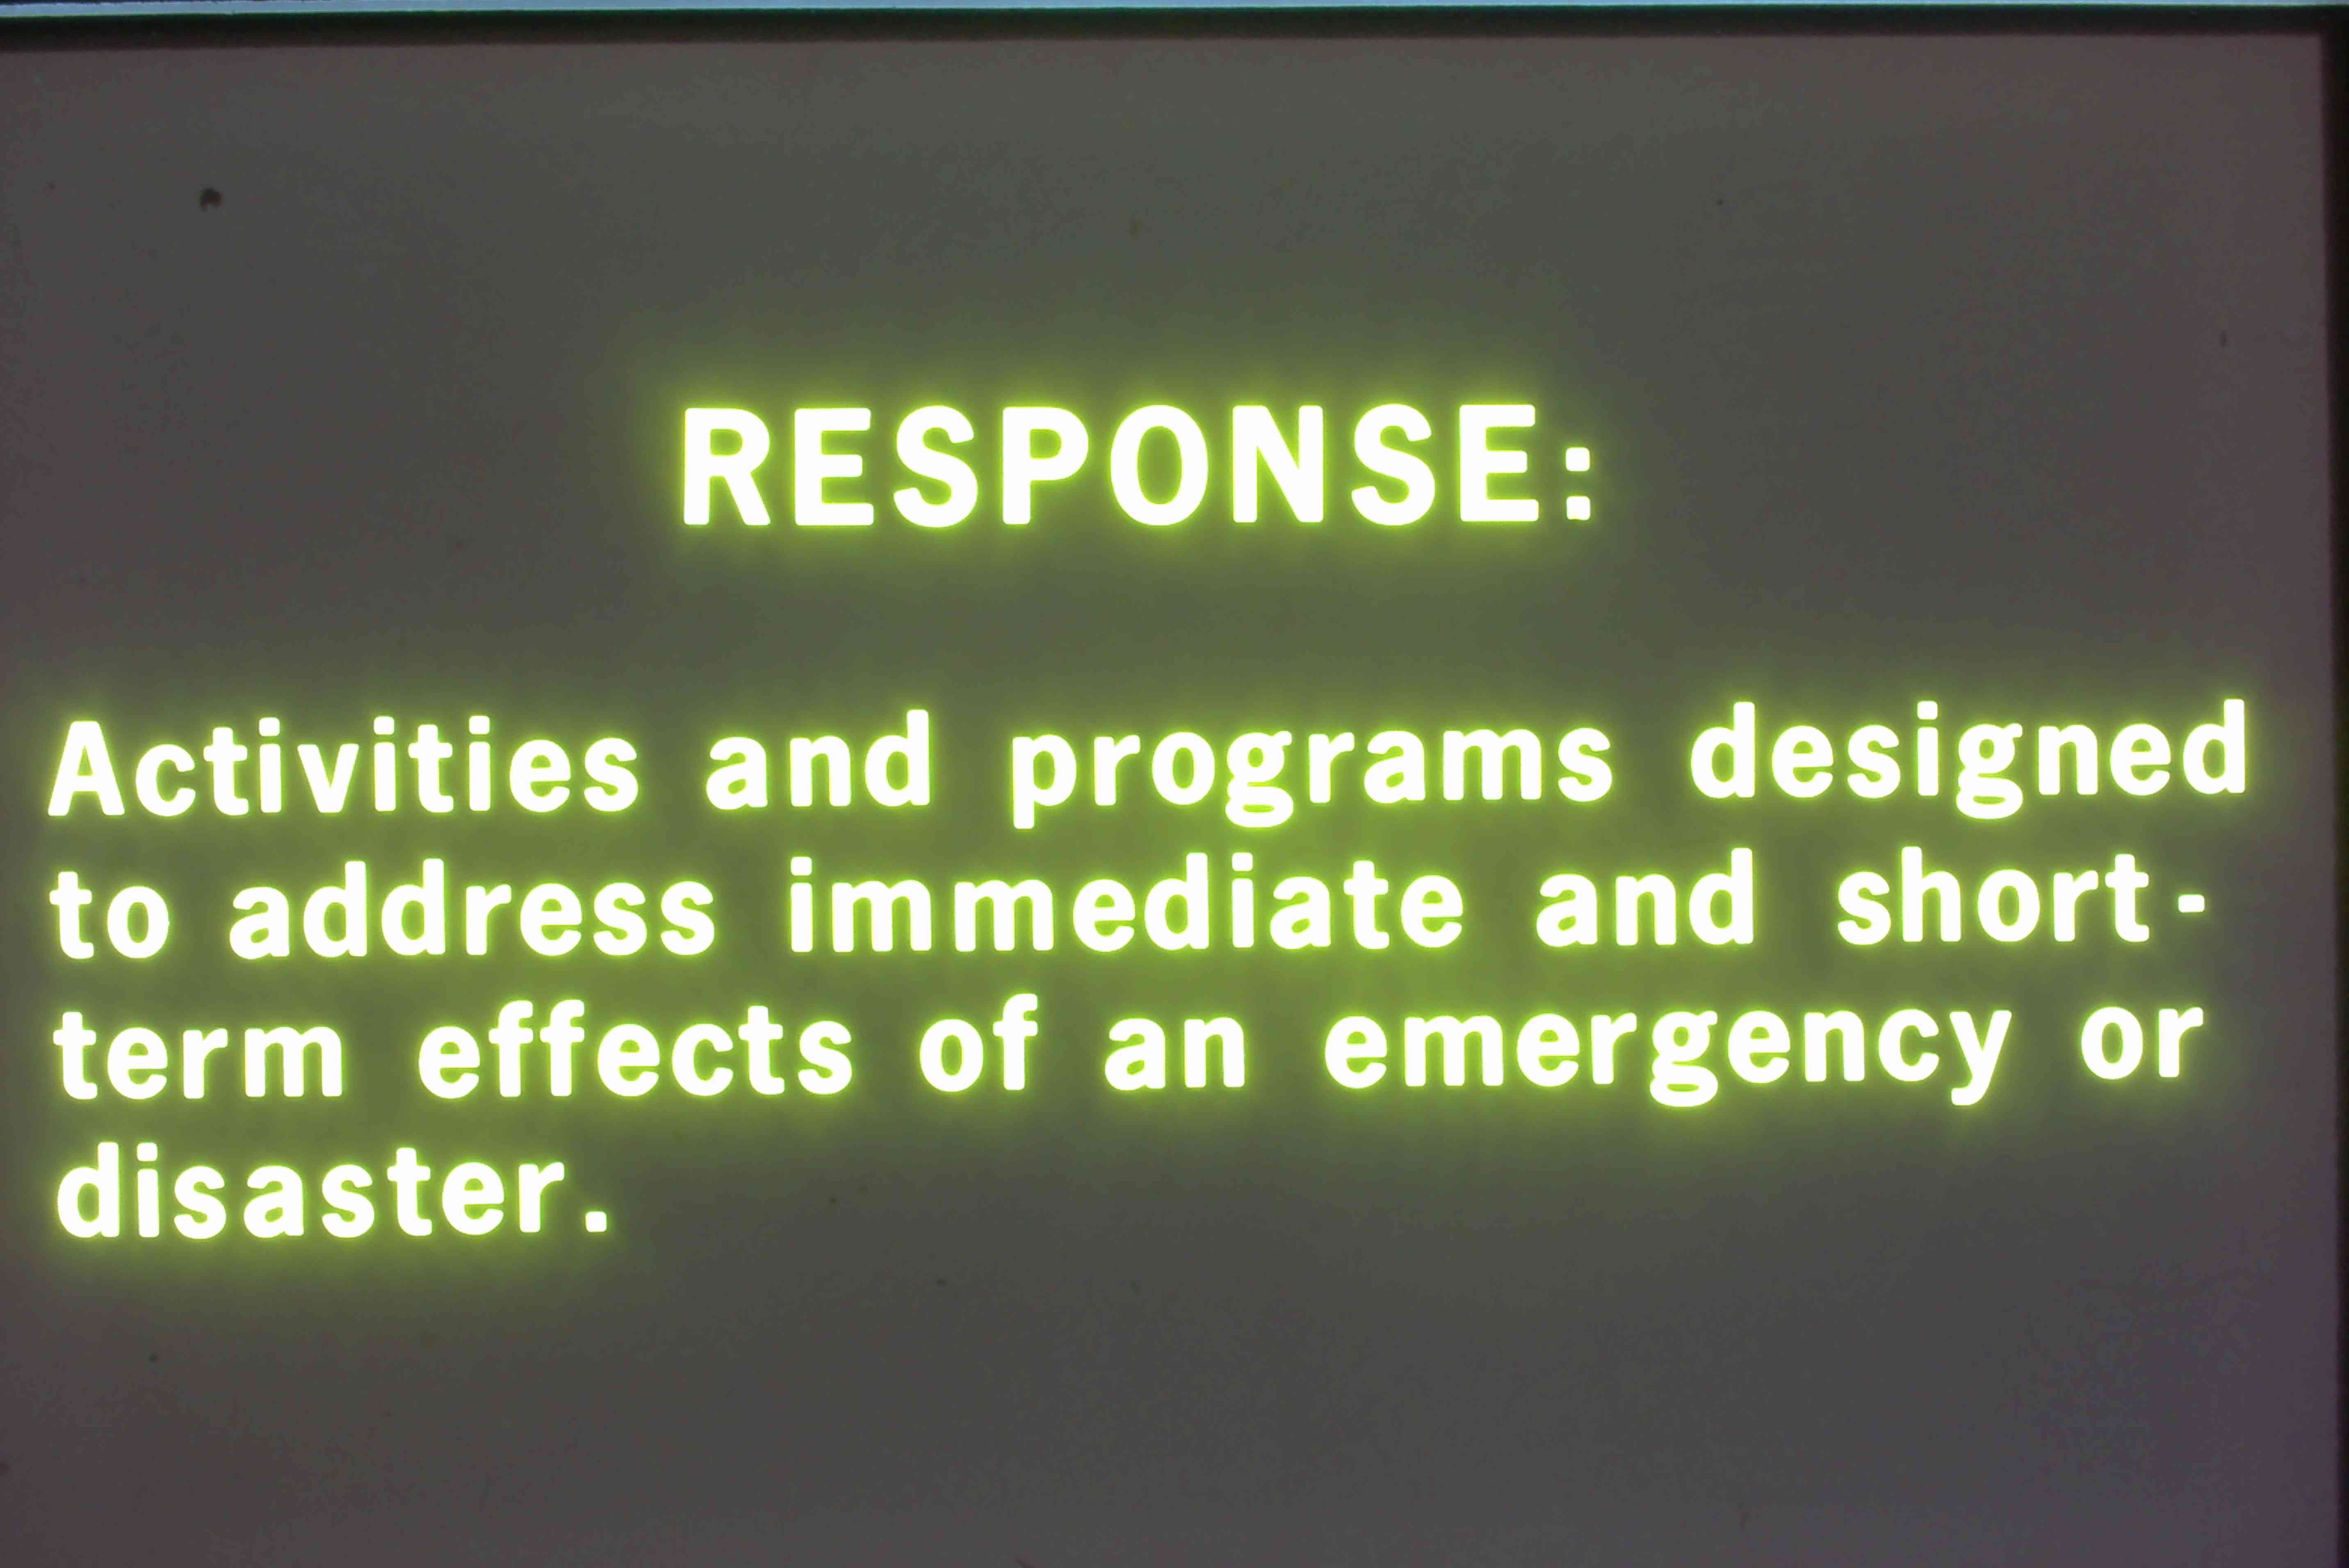 RESPONSE:
Activities and programs designed
to address immediate and short-
term effects of an emergency or
disaster.